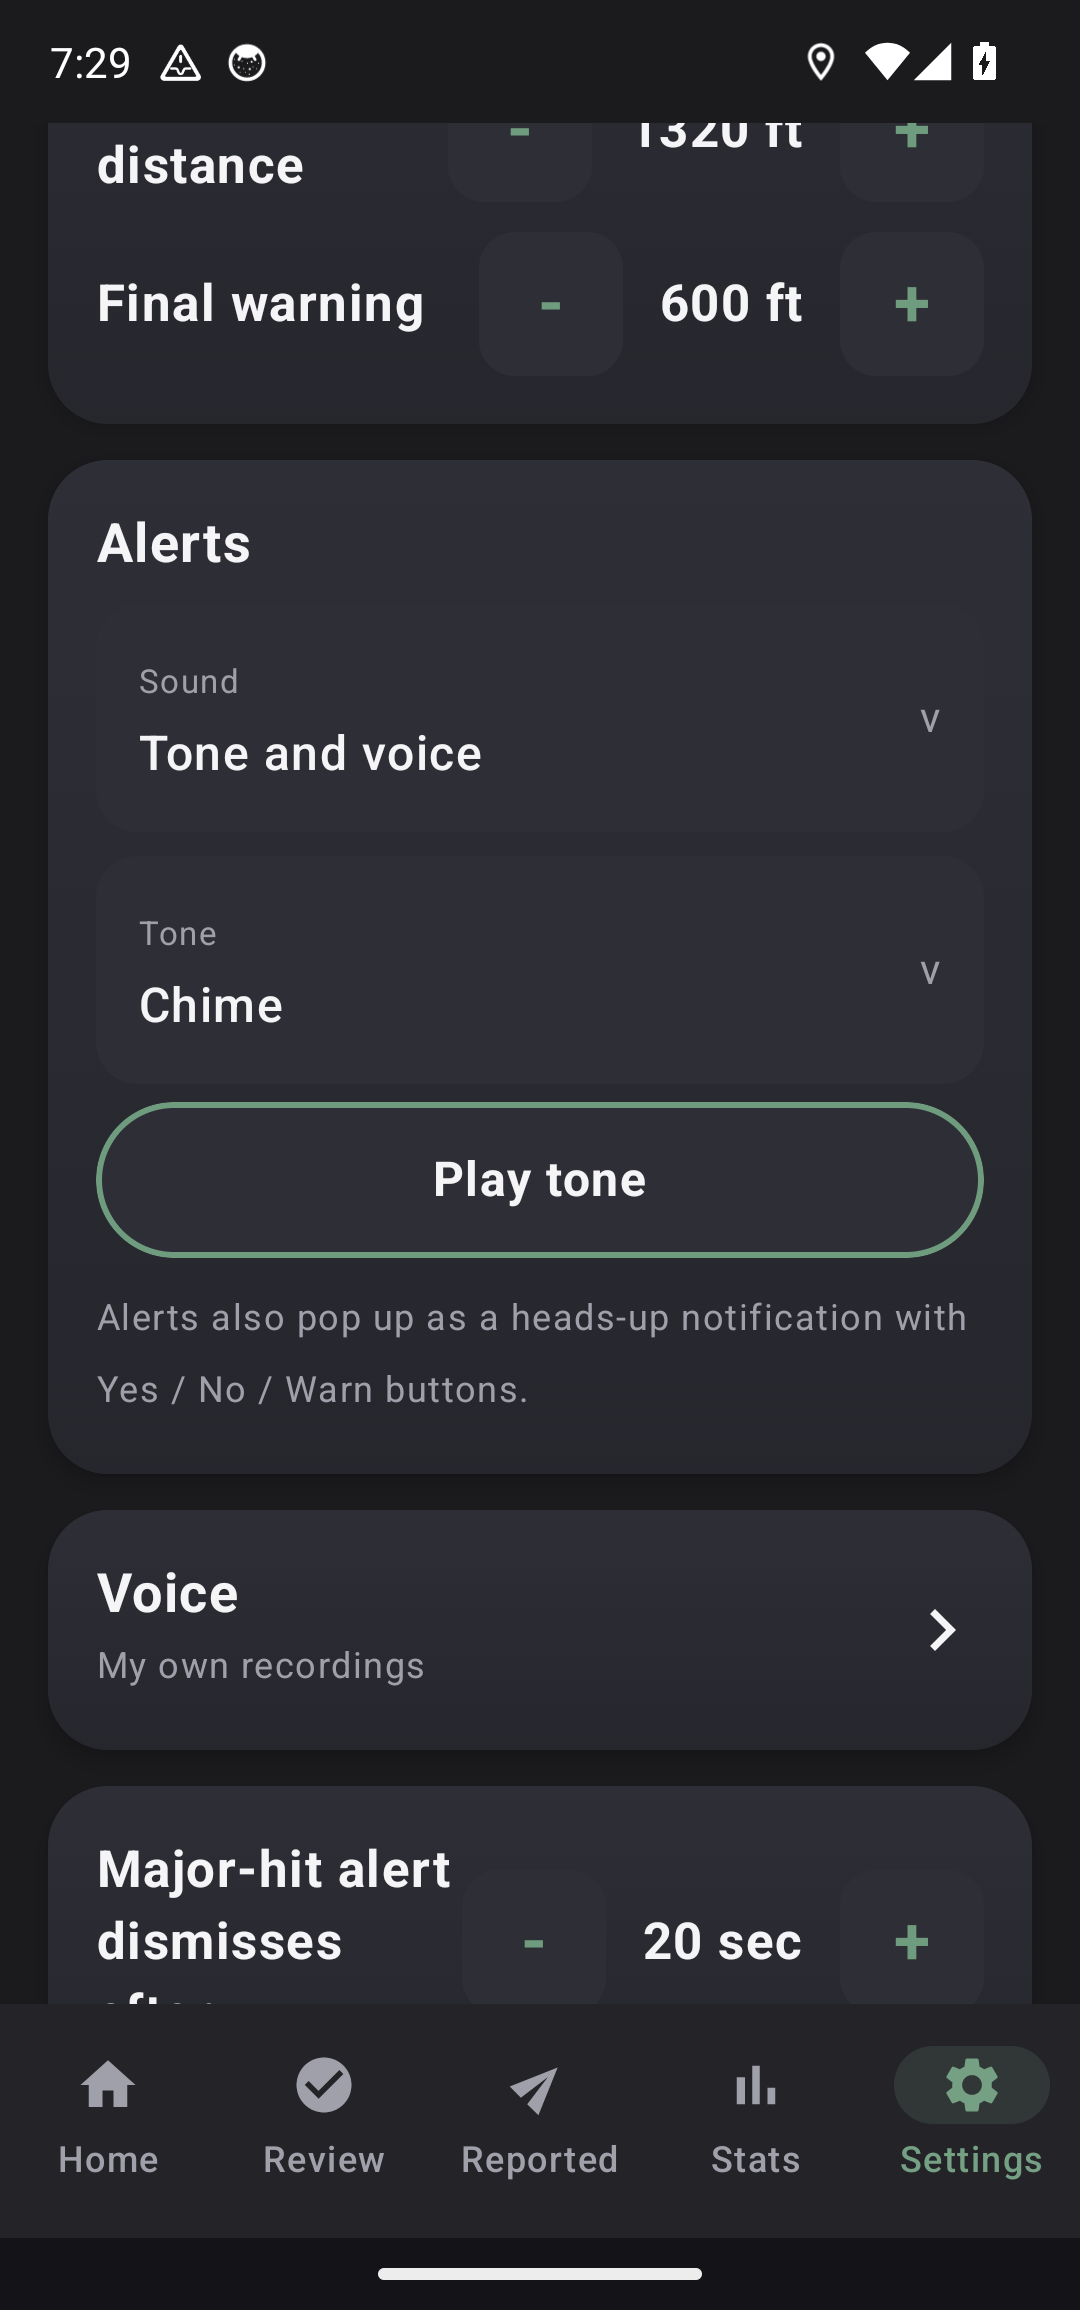 7:29
distance
- 1320 ft +
Final warning - 600 ft +
Alerts
Sound
Tone and voice
v
Tone
Chime
v
Play tone
Alerts also pop up as a heads-up notification with
Yes / No / Warn buttons.
Voice
My own recordings
Major-hit alert
dismisses - 20 sec +
after
Home Review Reported Stats Settings